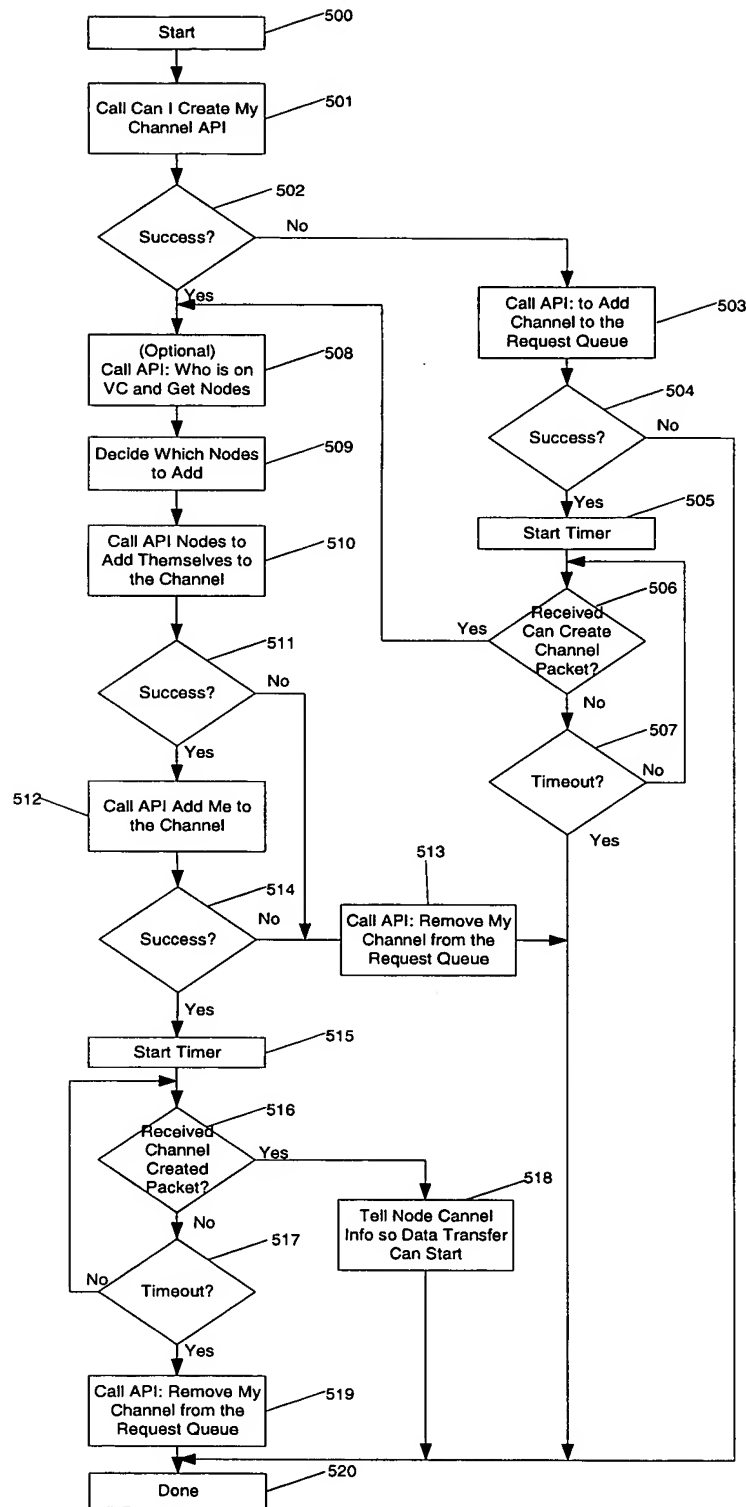 500
Start
501
Call Can I Create My
Channel API
502
Success?
No
Yes
503
Call API: to Add
Channel to the
Request Queue
508
(Optional)
Call API: Who is on
VC and Get Nodes
504
Success?
No
Yes
509
Decide Which Nodes
to Add
505
Start Timer
510
Call API Nodes to
Add Themselves to
the Channel
506
Received
Can Create
Channel
Packet?
Yes
No
511
Success?
No
Yes
507
Timeout?
No
Yes
512
Call API Add Me to
the Channel
513
Call API: Remove My
Channel from the
Request Queue
514
Success?
No
Yes
515
Start Timer
516
Received
Channel
Created
Packet?
Yes
No
518
Tell Node Cannel
Info so Data Transfer
Can Start
517
Timeout?
No
Yes
519
Call API: Remove My
Channel from the
Request Queue
520
Done